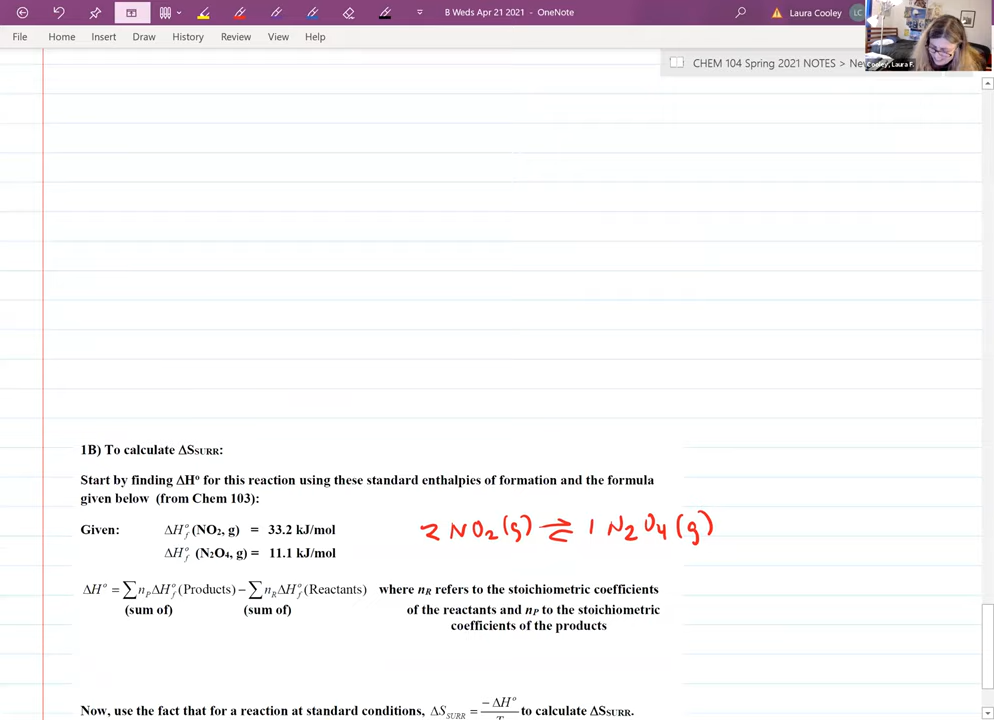 B Weds Apr 21 2021 - OneNote
Laura Cooley
LC
File Home Insert Draw History Review View Help
CHEM 104 Spring 2021 NOTES >
Cooley, Laura F.
1B) To calculate ΔSSURR:
Start by finding ΔH° for this reaction using these standard enthalpies of formation and the formula
given below (from Chem 103):
Given: ΔH°f (NO2, g) = 33.2 kJ/mol
2 NO2(g) ⇌ 1 N2O4(g)
ΔH°f (N2O4, g) = 11.1 kJ/mol
ΔH° = ∑ nPΔH°f (Products) − ∑ nRΔH°f (Reactants) where nR refers to the stoichiometric coefficients
(sum of) (sum of) of the reactants and nP to the stoichiometric
coefficients of the products
Now, use the fact that for a reaction at standard conditions, ΔSSURR = −ΔH° / T to calculate ΔSSURR.